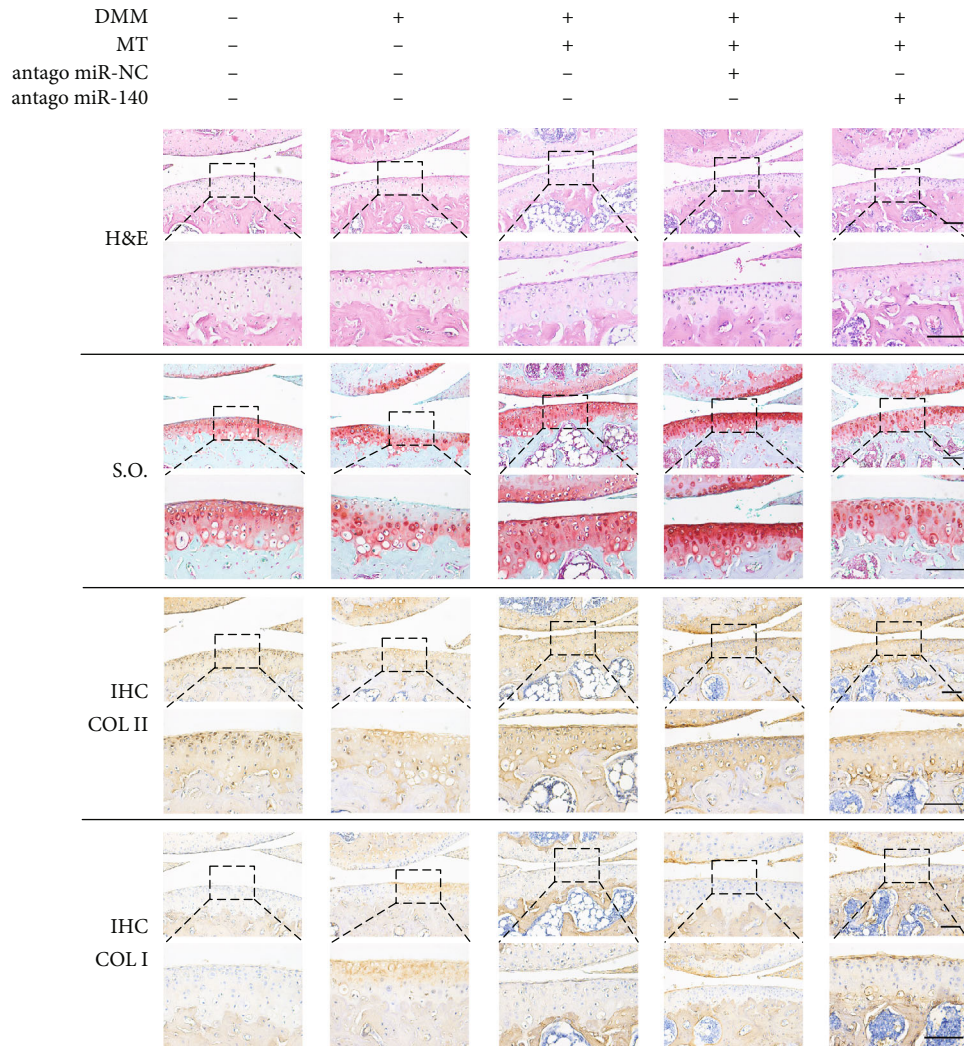 DMM – + + + +
MT – – + + +
antago miR-NC – – – + –
antago miR-140 – – – – +
H&E
S.O.
IHC
COL II
IHC
COL I